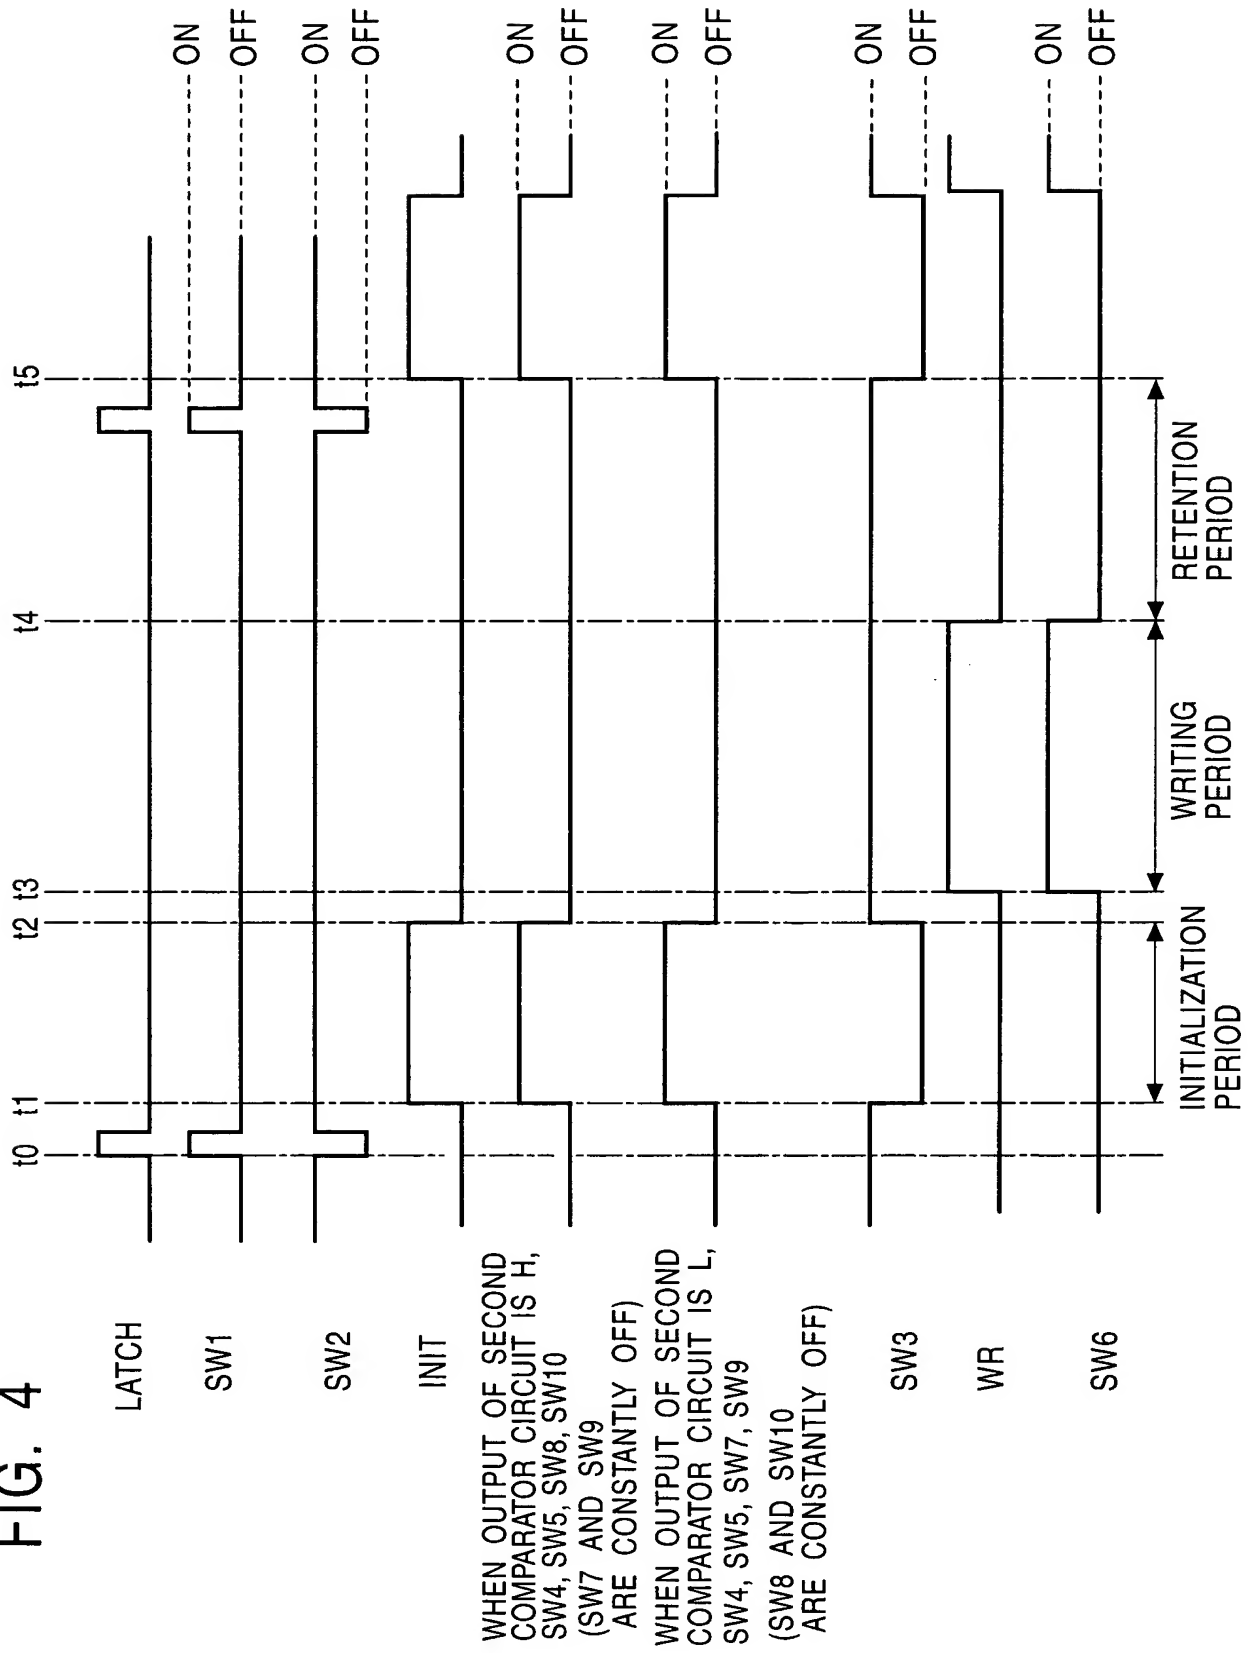 FIG. 4
t0
t1
t2
t3
t4
t5
LATCH
SW1
ON
OFF
SW2
ON
OFF
INIT
WHEN OUTPUT OF SECOND
COMPARATOR CIRCUIT IS H,
SW4, SW5, SW8, SW10
(SW7 AND SW9
ARE CONSTANTLY OFF)
ON
OFF
WHEN OUTPUT OF SECOND
COMPARATOR CIRCUIT IS L,
SW4, SW5, SW7, SW9
(SW8 AND SW10
ARE CONSTANTLY OFF)
ON
OFF
SW3
ON
OFF
WR
SW6
ON
OFF
INITIALIZATION
PERIOD
WRITING
PERIOD
RETENTION
PERIOD